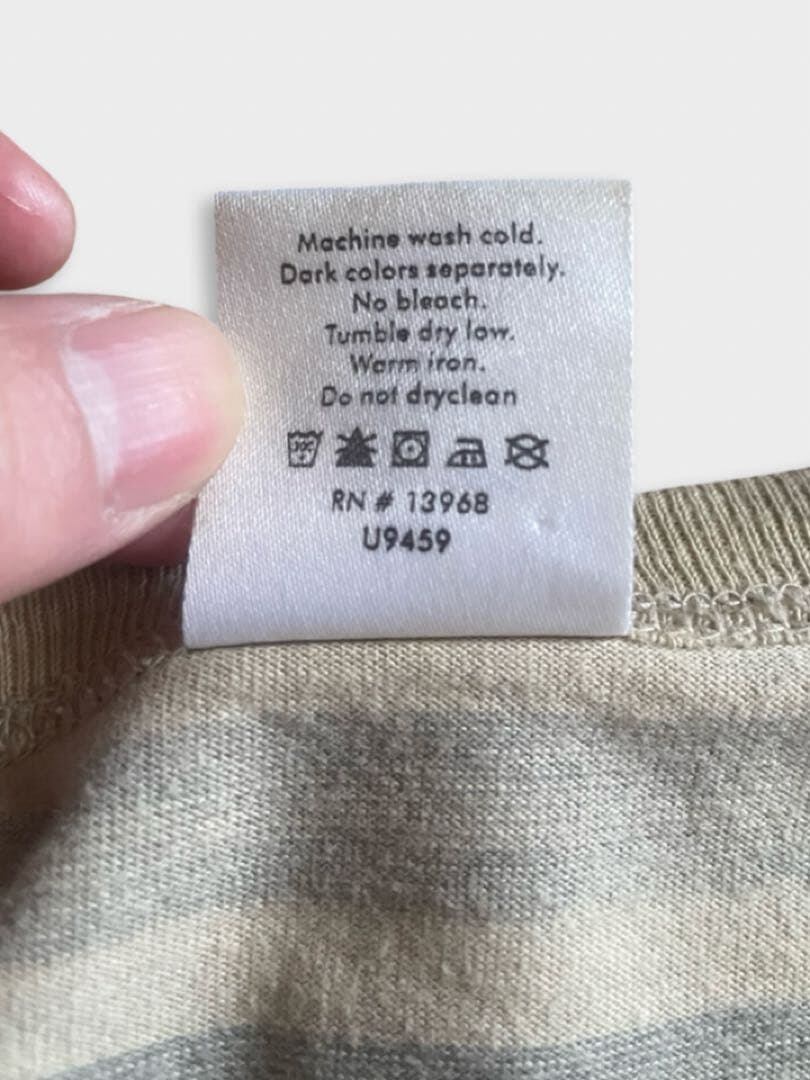 Machine wash cold.
Dark colors separately.
No bleach.
Tumble dry low.
Warm iron.
Do not dryclean
30C
RN # 13968
U9459